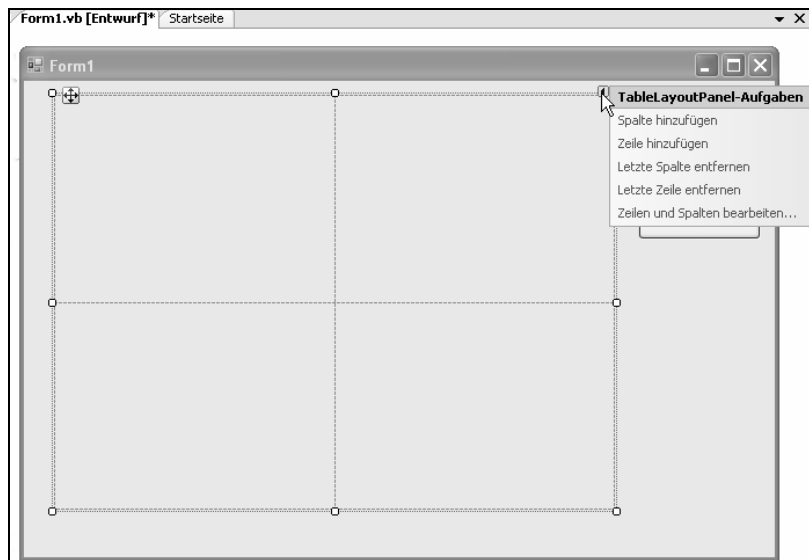 Form1.vb [Entwurf]* Startseite
Form1
TableLayoutPanel-Aufgaben
Spalte hinzufügen
Zeile hinzufügen
Letzte Spalte entfernen
Letzte Zeile entfernen
Zeilen und Spalten bearbeiten...